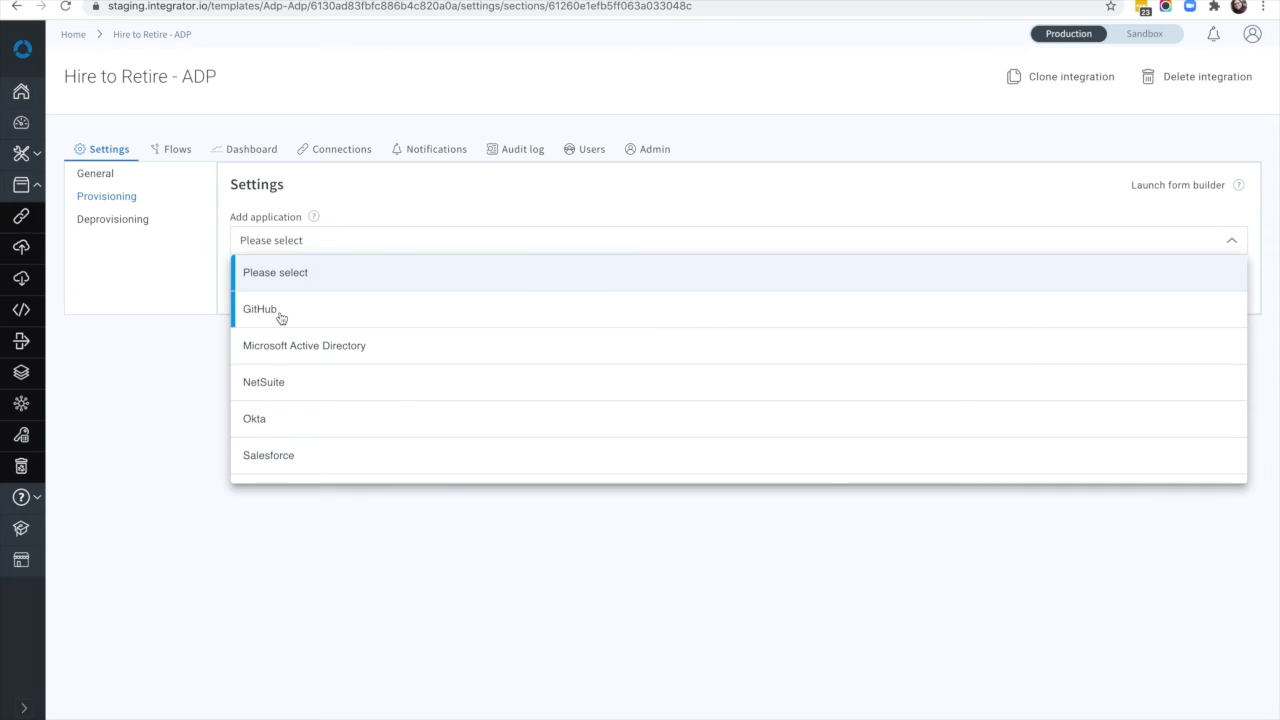 staging.integrator.io/templates/Adp-Adp/6130ad83fbfc886b4c820a0a/settings/sections/61260e1efb5ff063a033048c
23
Home > Hire to Retire - ADP
Production Sandbox
Hire to Retire - ADP
Clone integration Delete integration
Settings Flows Dashboard Connections Notifications Audit log Users Admin
General
Provisioning
Deprovisioning
Settings
Launch form builder ?
Add application ?
Please select
Please select
GitHub
Microsoft Active Directory
NetSuite
Okta
Salesforce